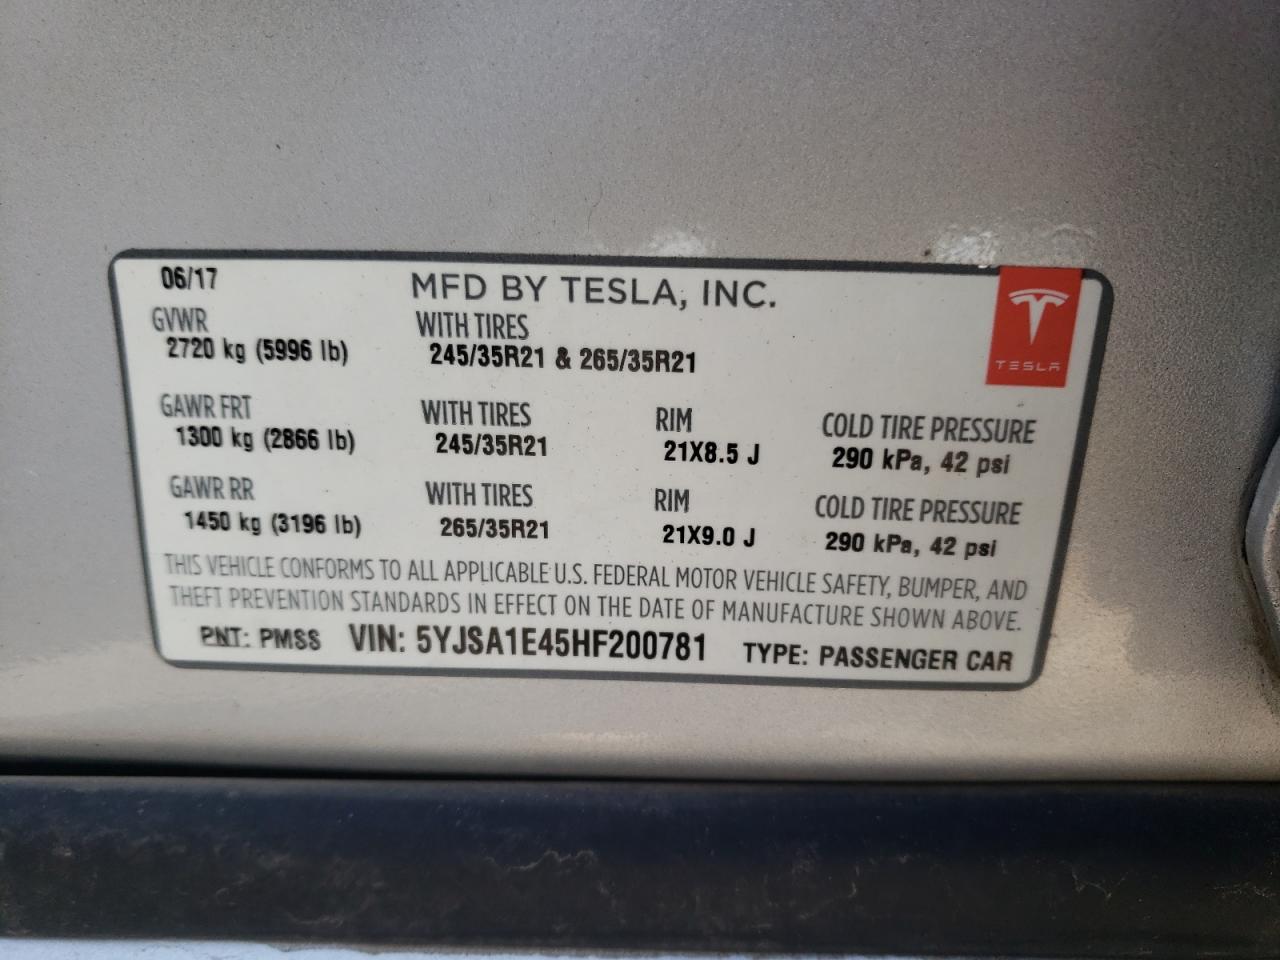 06/17 MFD BY TESLA, INC.
GVWR WITH TIRES
2720 kg (5996 lb) 245/35R21 & 265/35R21
TESLA
GAWR FRT WITH TIRES RIM COLD TIRE PRESSURE
1300 kg (2866 lb) 245/35R21 21X8.5 J 290 kPa, 42 psi
GAWR RR WITH TIRES RIM COLD TIRE PRESSURE
1450 kg (3196 lb) 265/35R21 21X9.0 J 290 kPa, 42 psi
THIS VEHICLE CONFORMS TO ALL APPLICABLE U.S. FEDERAL MOTOR VEHICLE SAFETY, BUMPER, AND
THEFT PREVENTION STANDARDS IN EFFECT ON THE DATE OF MANUFACTURE SHOWN ABOVE.
PNT: PMSS VIN: 5YJSA1E45HF200781 TYPE: PASSENGER CAR